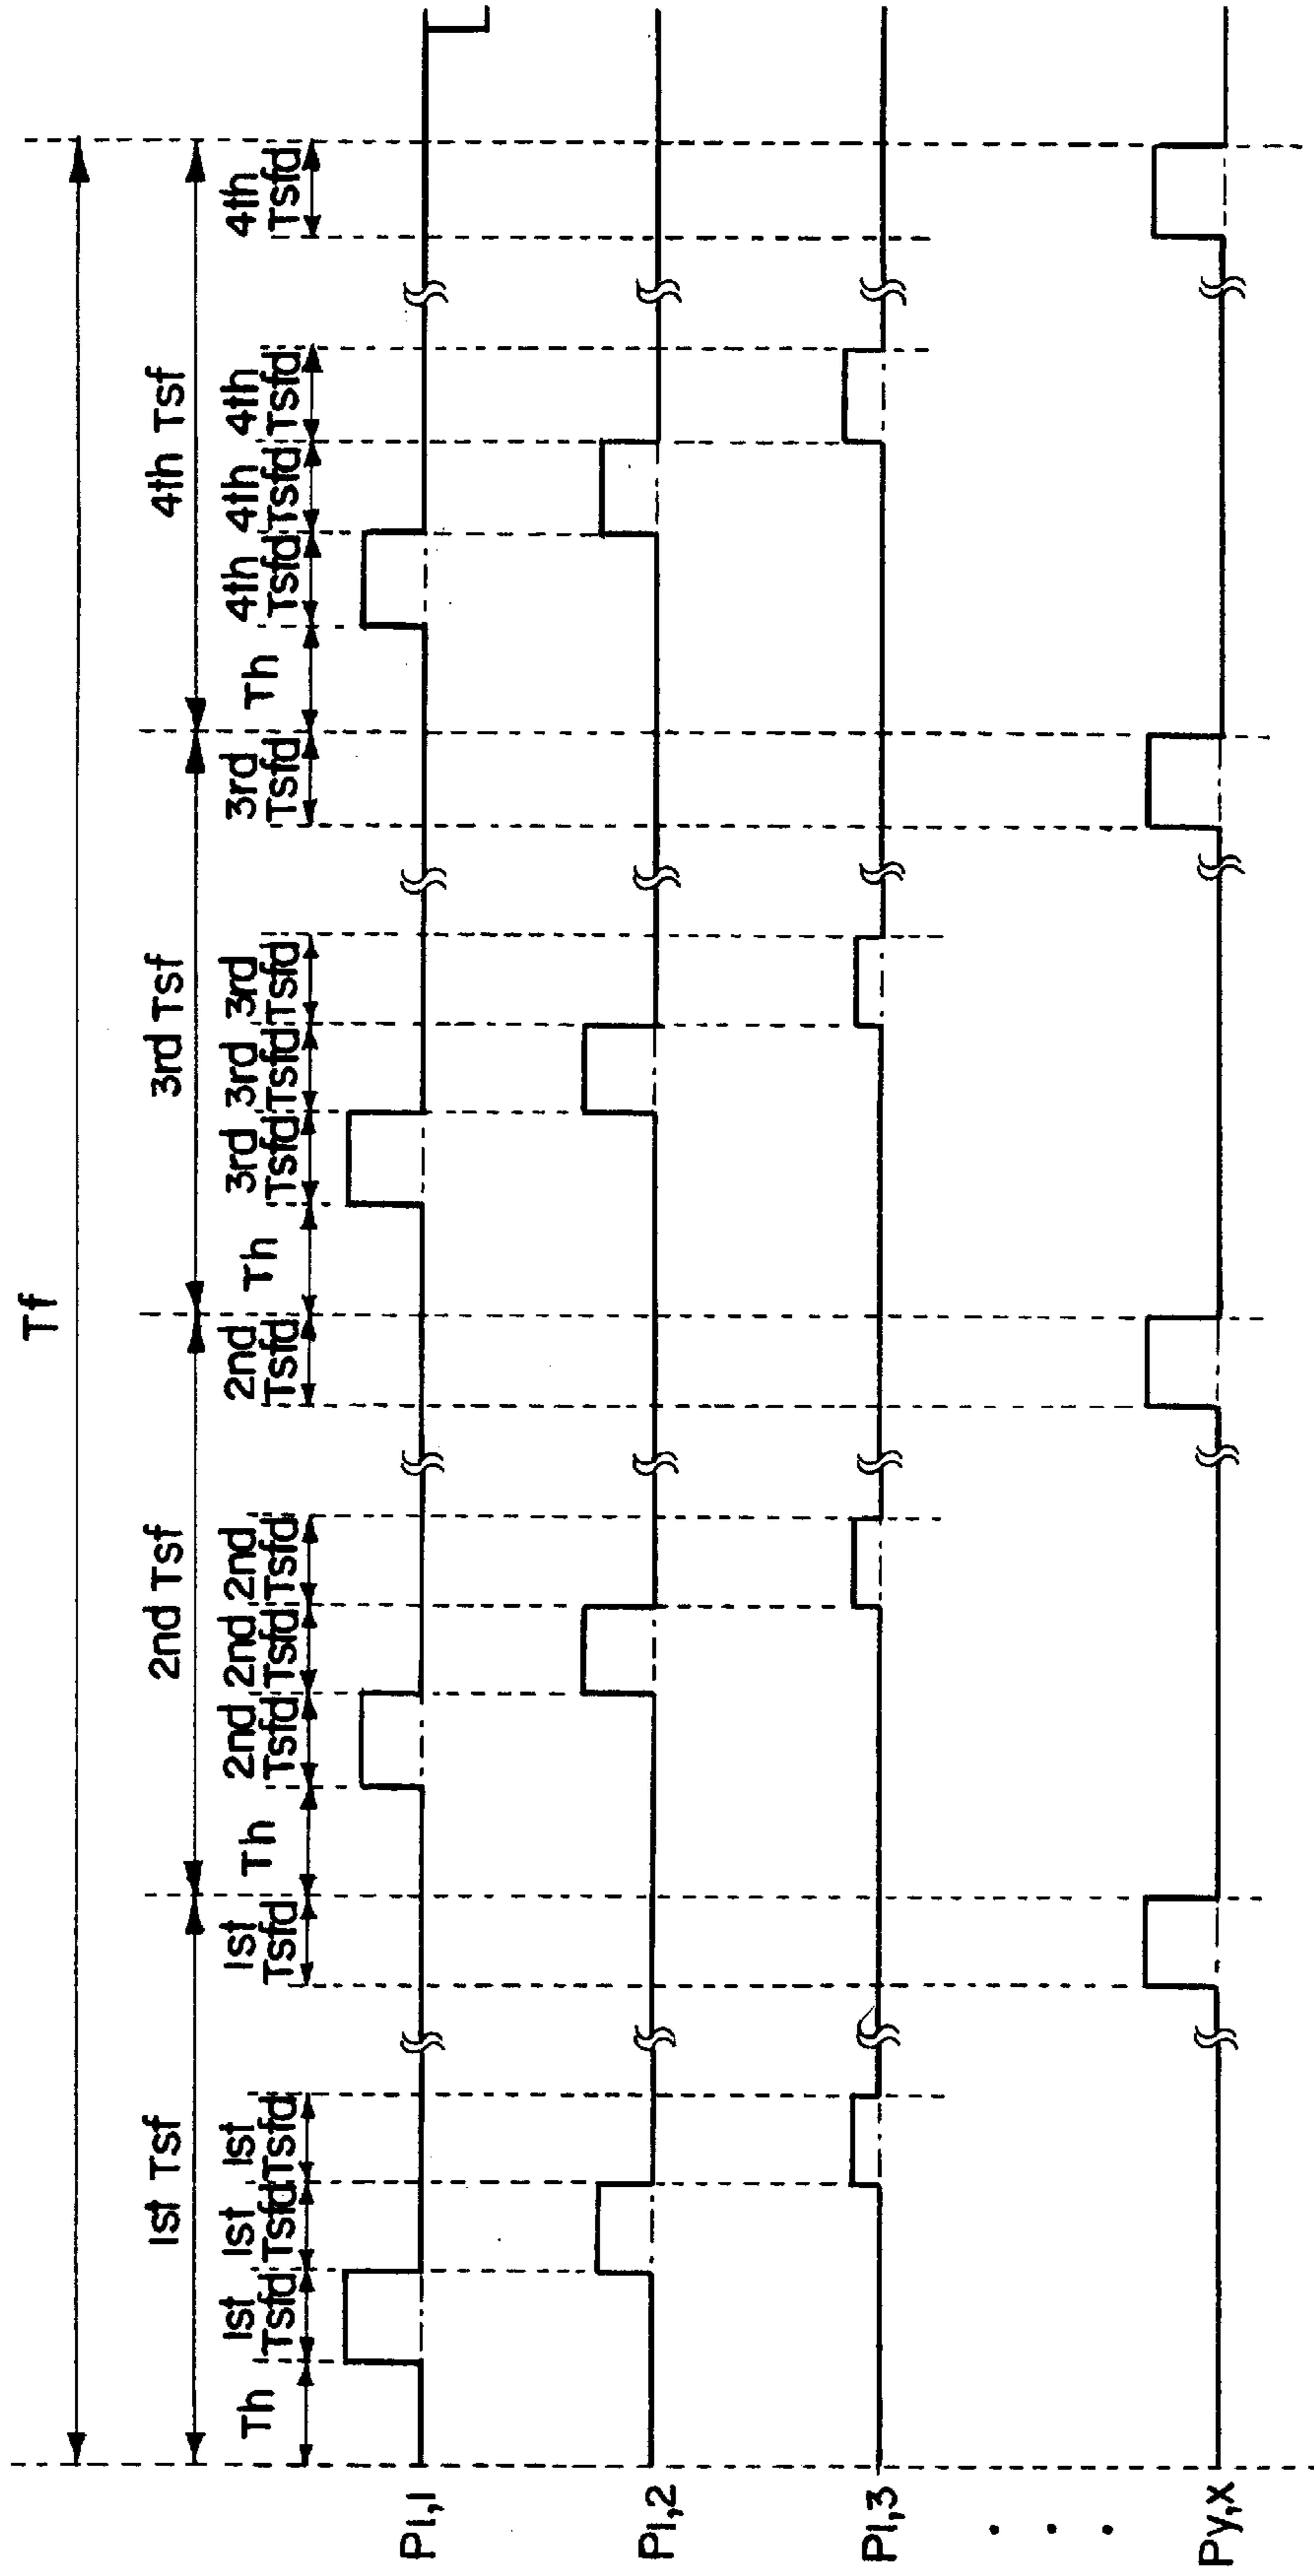 Tf
1st Tsf
2nd Tsf
3rd Tsf
4th Tsf
Th
1st
Tsfd
1st
Tsfd
1st
Tsfd
1st
Tsfd
Th
2nd
Tsfd
2nd
Tsfd
2nd
Tsfd
2nd
Tsfd
Th
3rd
Tsfd
3rd
Tsfd
3rd
Tsfd
3rd
Tsfd
Th
4th
Tsfd
4th
Tsfd
4th
Tsfd
4th
Tsfd
P1,1
P1,2
P1,3
Py,x